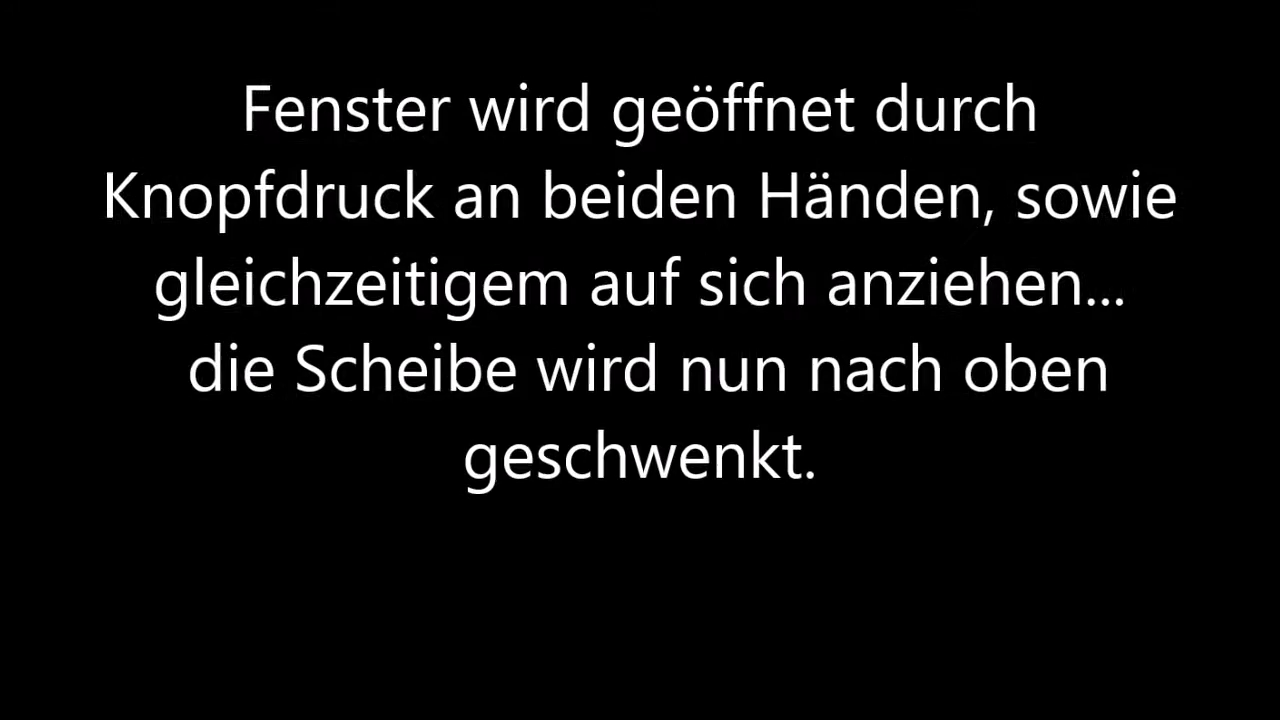 Fenster wird geöffnet durch
Knopfdruck an beiden Händen, sowie
gleichzeitigem auf sich anziehen...
die Scheibe wird nun nach oben
geschwenkt.